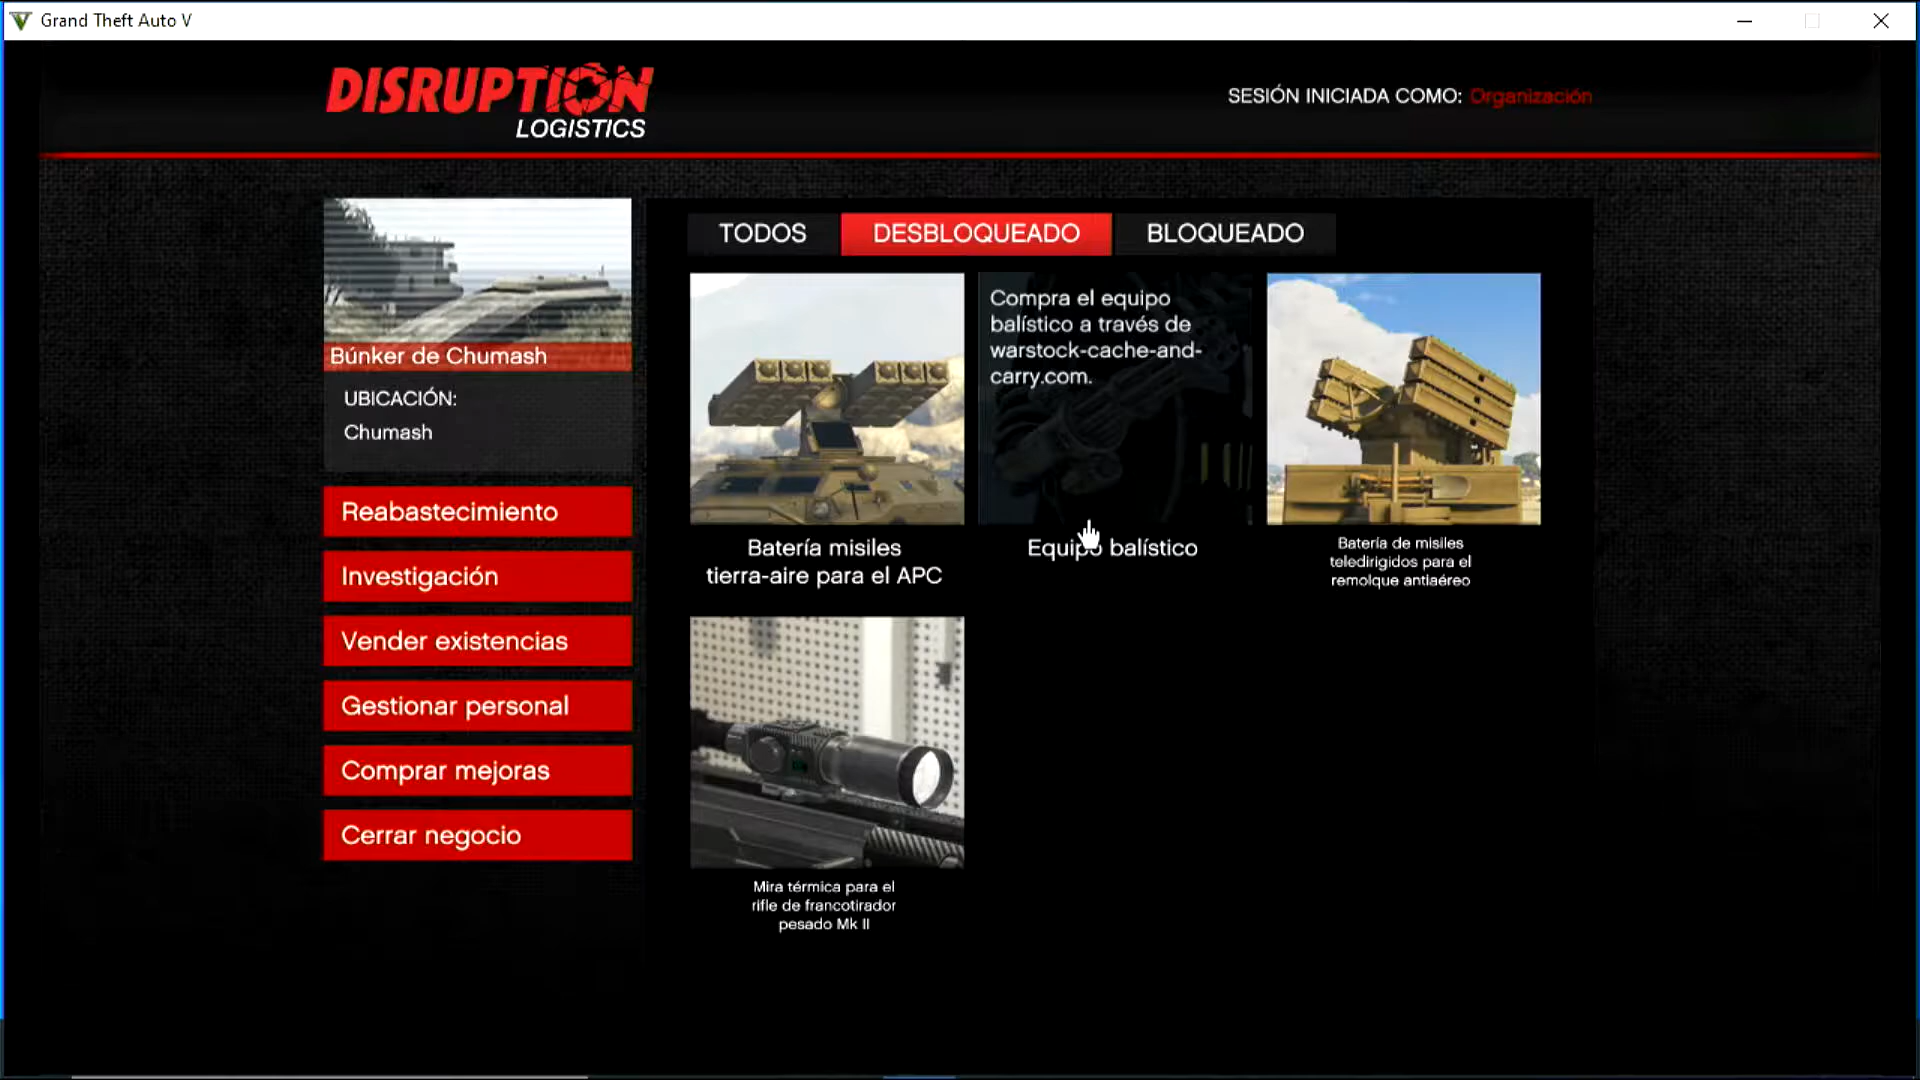 Grand Theft Auto V
DISRUPTION
LOGISTICS
SESIÓN INICIADA COMO: Organización
Búnker de Chumash
UBICACIÓN:
Chumash
Reabastecimiento
Investigación
Vender existencias
Gestionar personal
Comprar mejoras
Cerrar negocio
TODOS
DESBLOQUEADO
BLOQUEADO
Batería misiles
tierra-aire para el APC
Compra el equipo
balístico a través de
warstock-cache-and-
carry.com.
Equipo balístico
Batería de misiles
teledirigidos para el
remolque antiaéreo
Mira térmica para el
rifle de francotirador
pesado Mk II